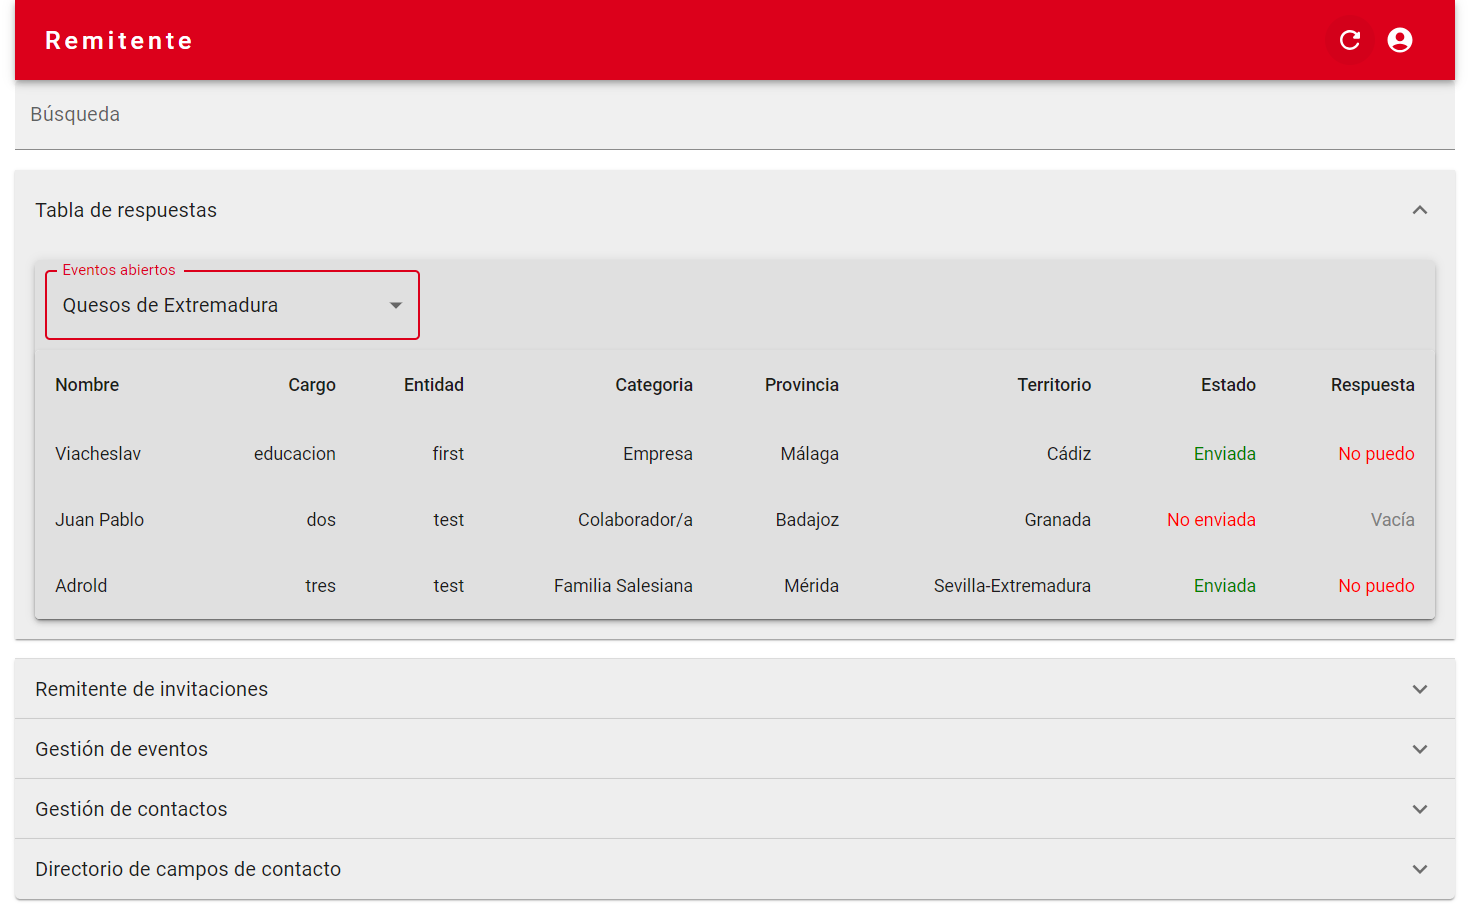 Remitente
Búsqueda
Tabla de respuestas
Eventos abiertos
Quesos de Extremadura
Nombre Cargo Entidad Categoria Provincia Territorio Estado Respuesta
Viacheslav educacion first Empresa Málaga Cádiz Enviada No puedo
Juan Pablo dos test Colaborador/a Badajoz Granada No enviada Vacía
Adrold tres test Familia Salesiana Mérida Sevilla-Extremadura Enviada No puedo
Remitente de invitaciones
Gestión de eventos
Gestión de contactos
Directorio de campos de contacto